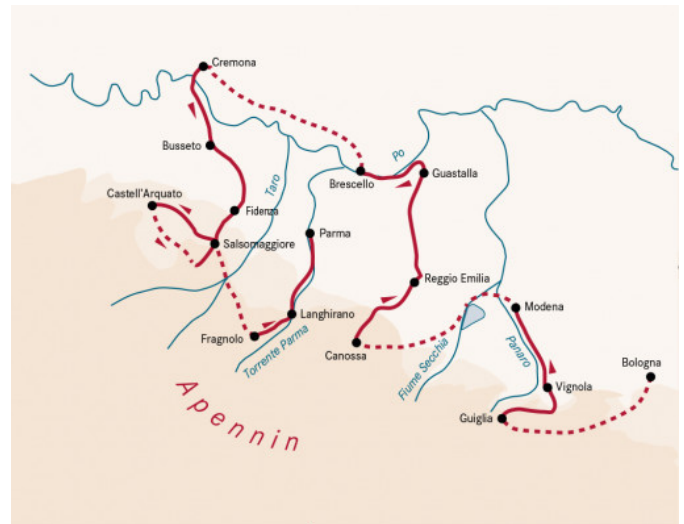 Cremona
Busseto
Po
Brescello
Guastalla
Taro
Castell'Arquato
Fidenza
Parma
Salsomaggiore
Reggio Emilia
Modena
Langhirano
Fragnolo
Torrente Parma
Canossa
Fiume Secchia
Panaro
Bologna
Vignola
Guiglia
Apennin